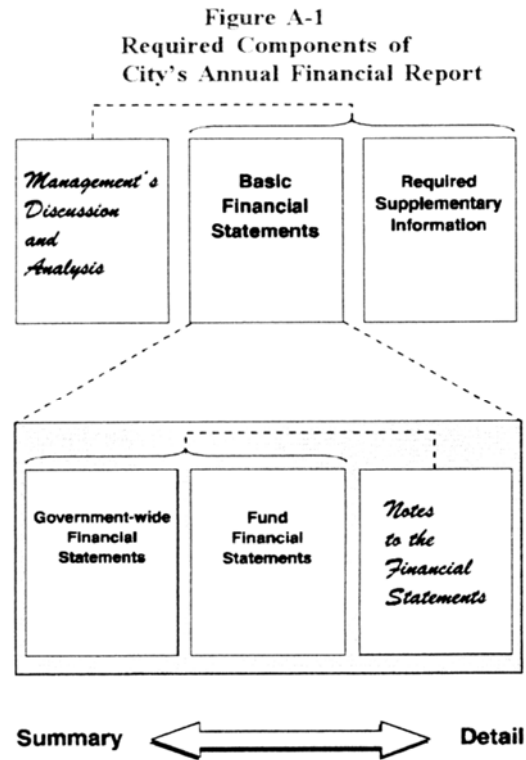 Figure A-1
Required Components of
City's Annual Financial Report
Management's
Discussion
and
Analysis
Basic
Financial
Statements
Required
Supplementary
Information
Government-wide
Financial
Statements
Fund
Financial
Statements
Notes
to the
Financial
Statements
Summary
Detail